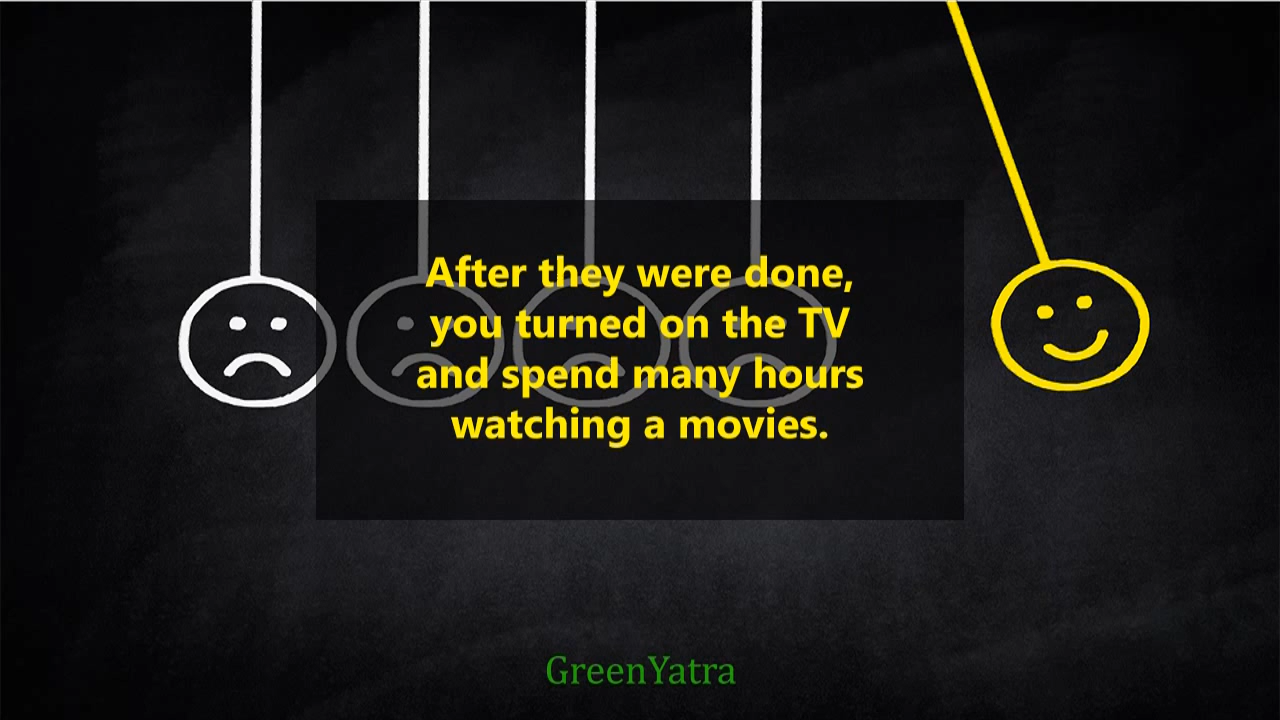 After they were done,
you turned on the TV
and spend many hours
watching a movies.
GreenYatra